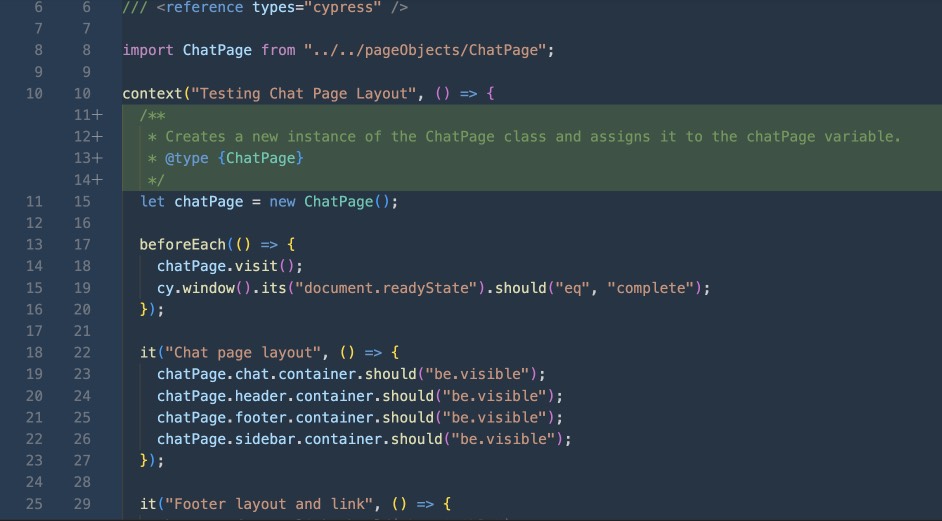 6 6 /// <reference types="cypress" />
7 7
8 8 import ChatPage from "../../pageObjects/ChatPage";
9 9
10 10 context("Testing Chat Page Layout", () => {
11+ /**
12+ * Creates a new instance of the ChatPage class and assigns it to the chatPage variable.
13+ * @type {ChatPage}
14+ */
11 15 let chatPage = new ChatPage();
12 16
13 17 beforeEach(() => {
14 18 chatPage.visit();
15 19 cy.window().its("document.readyState").should("eq", "complete");
16 20 });
17 21
18 22 it("Chat page layout", () => {
19 23 chatPage.chat.container.should("be.visible");
20 24 chatPage.header.container.should("be.visible");
21 25 chatPage.footer.container.should("be.visible");
22 26 chatPage.sidebar.container.should("be.visible");
23 27 });
24 28
25 29 it("Footer layout and link", () => {